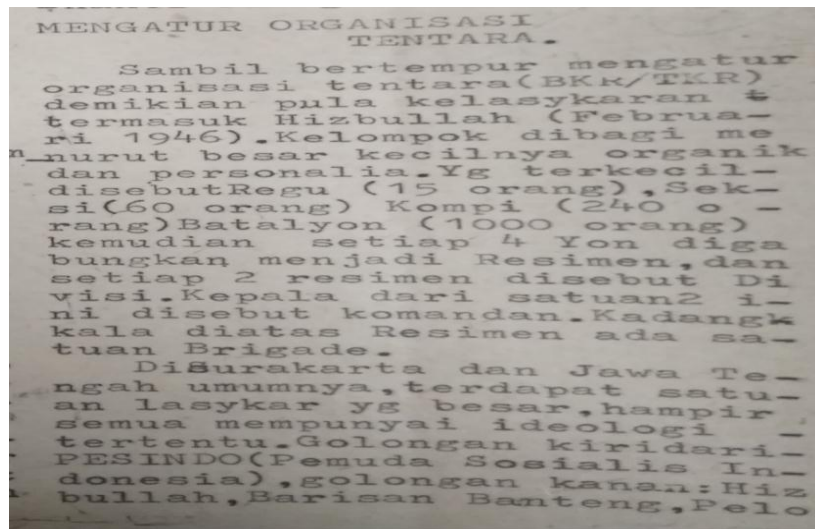 MENGATUR ORGANISASI
TENTARA.
Sambil bertempur mengatur
organisasi tentara(BKR/TKR)
demikian pula kelasykaran t
termasuk Hizbullah (Februa-
ri 1946).Kelompok dibagi me
nurut besar kecilnya organik
dan personalia.Yg terkecil-
disebutRegu (15 orang),Sek-
si(60 orang) Kompi (240 o -
rang)Batalyon (1000 orang)
kemudian setiap 4 Yon diga
bungkan menjadi Resimen,dan
setiap 2 resimen disebut Di
visi.Kepala dari satuan2 i-
ni disebut komandan.Kadangk
kala diatas Resimen ada sa-
tuan Brigade.
DiSurakarta dan Jawa Te-
ngah umumnya,terdapat satu-
an lasykar yg besar,hampir
semua mempunyai ideologi -
tertentu.Golongan kiridari-
PESINDO(Pemuda Sosialis In-
donesia),golongan kanan:Hiz
bullah,Barisan Banteng,Pelo